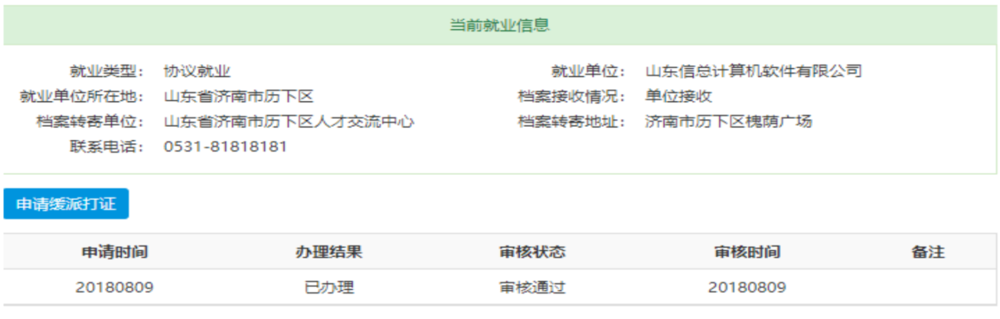 当前就业信息
就业类型： 协议就业 就业单位： 山东信总计算机软件有限公司
就业单位所在地： 山东省济南市历下区 档案接收情况： 单位接收
档案转寄单位： 山东省济南市历下区人才交流中心 档案转寄地址： 济南市历下区槐荫广场
联系电话： 0531-81818181
申请缓派打证
申请时间 办理结果 审核状态 审核时间 备注
20180809 已办理 审核通过 20180809